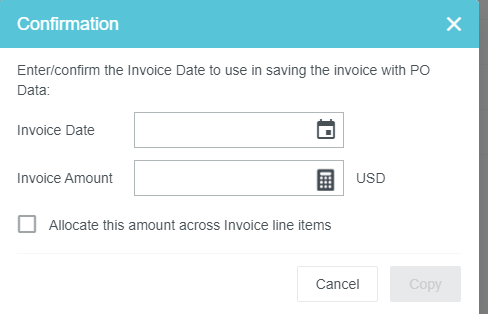 Confirmation
Enter/confirm the Invoice Date to use in saving the invoice with PO
Data:
Invoice Date
Invoice Amount USD
Allocate this amount across Invoice line items
Cancel Copy